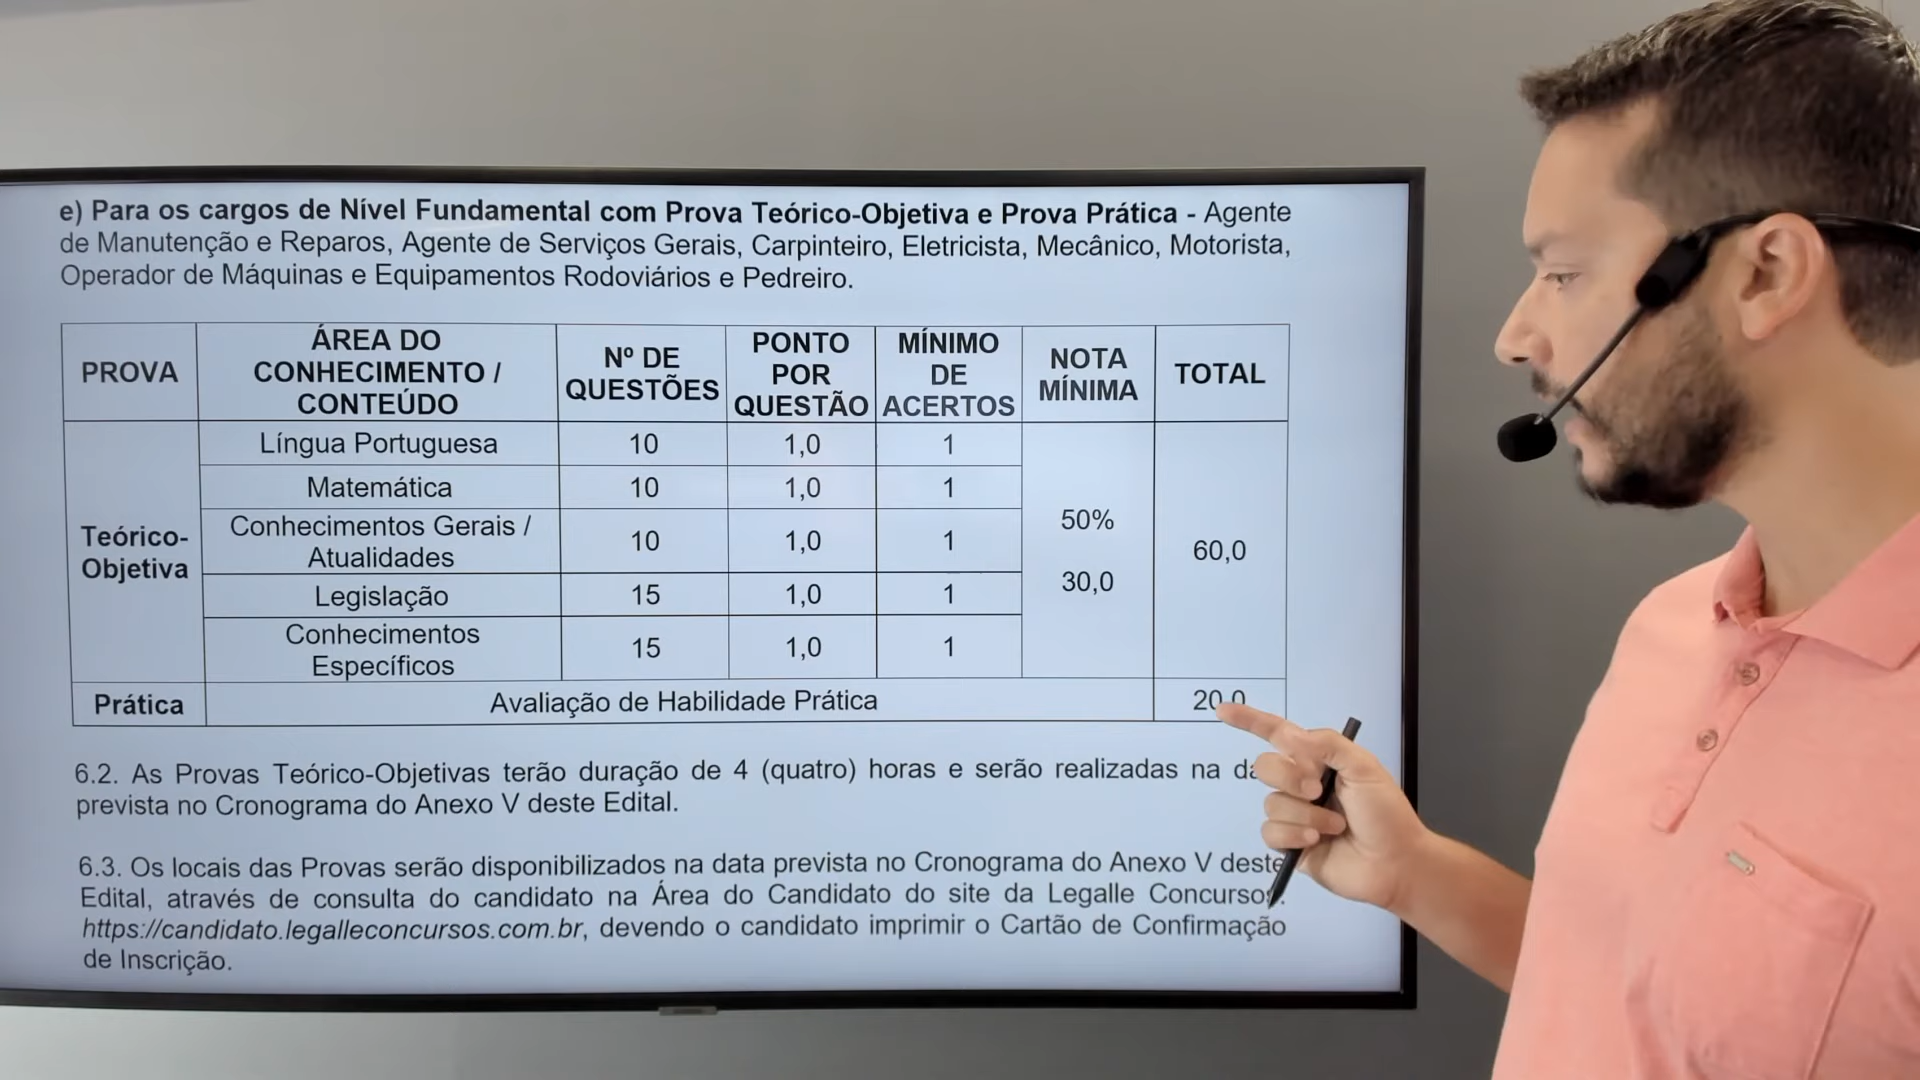 e) Para os cargos de Nível Fundamental com Prova Teórico-Objetiva e Prova Prática - Agente
de Manutenção e Reparos, Agente de Serviços Gerais, Carpinteiro, Eletricista, Mecânico, Motorista,
Operador de Máquinas e Equipamentos Rodoviários e Pedreiro.
PROVA
ÁREA DO
CONHECIMENTO /
CONTEÚDO
Nº DE
QUESTÕES
PONTO
POR
QUESTÃO
MÍNIMO
DE
ACERTOS
NOTA
MÍNIMA
TOTAL
Teórico-
Objetiva
Língua Portuguesa
10
1,0
1
Matemática
10
1,0
1
Conhecimentos Gerais /
Atualidades
10
1,0
1
Legislação
15
1,0
1
Conhecimentos
Específicos
15
1,0
1
50%
30,0
60,0
Prática
Avaliação de Habilidade Prática
20,0
6.2. As Provas Teórico-Objetivas terão duração de 4 (quatro) horas e serão realizadas na
prevista no Cronograma do Anexo V deste Edital.
6.3. Os locais das Provas serão disponibilizados na data prevista no Cronograma do Anexo V deste
Edital, através de consulta do candidato na Área do Candidato do site da Legalle Concursos:
https://candidato.legalleconcursos.com.br, devendo o candidato imprimir o Cartão de Confirmação
de Inscrição.